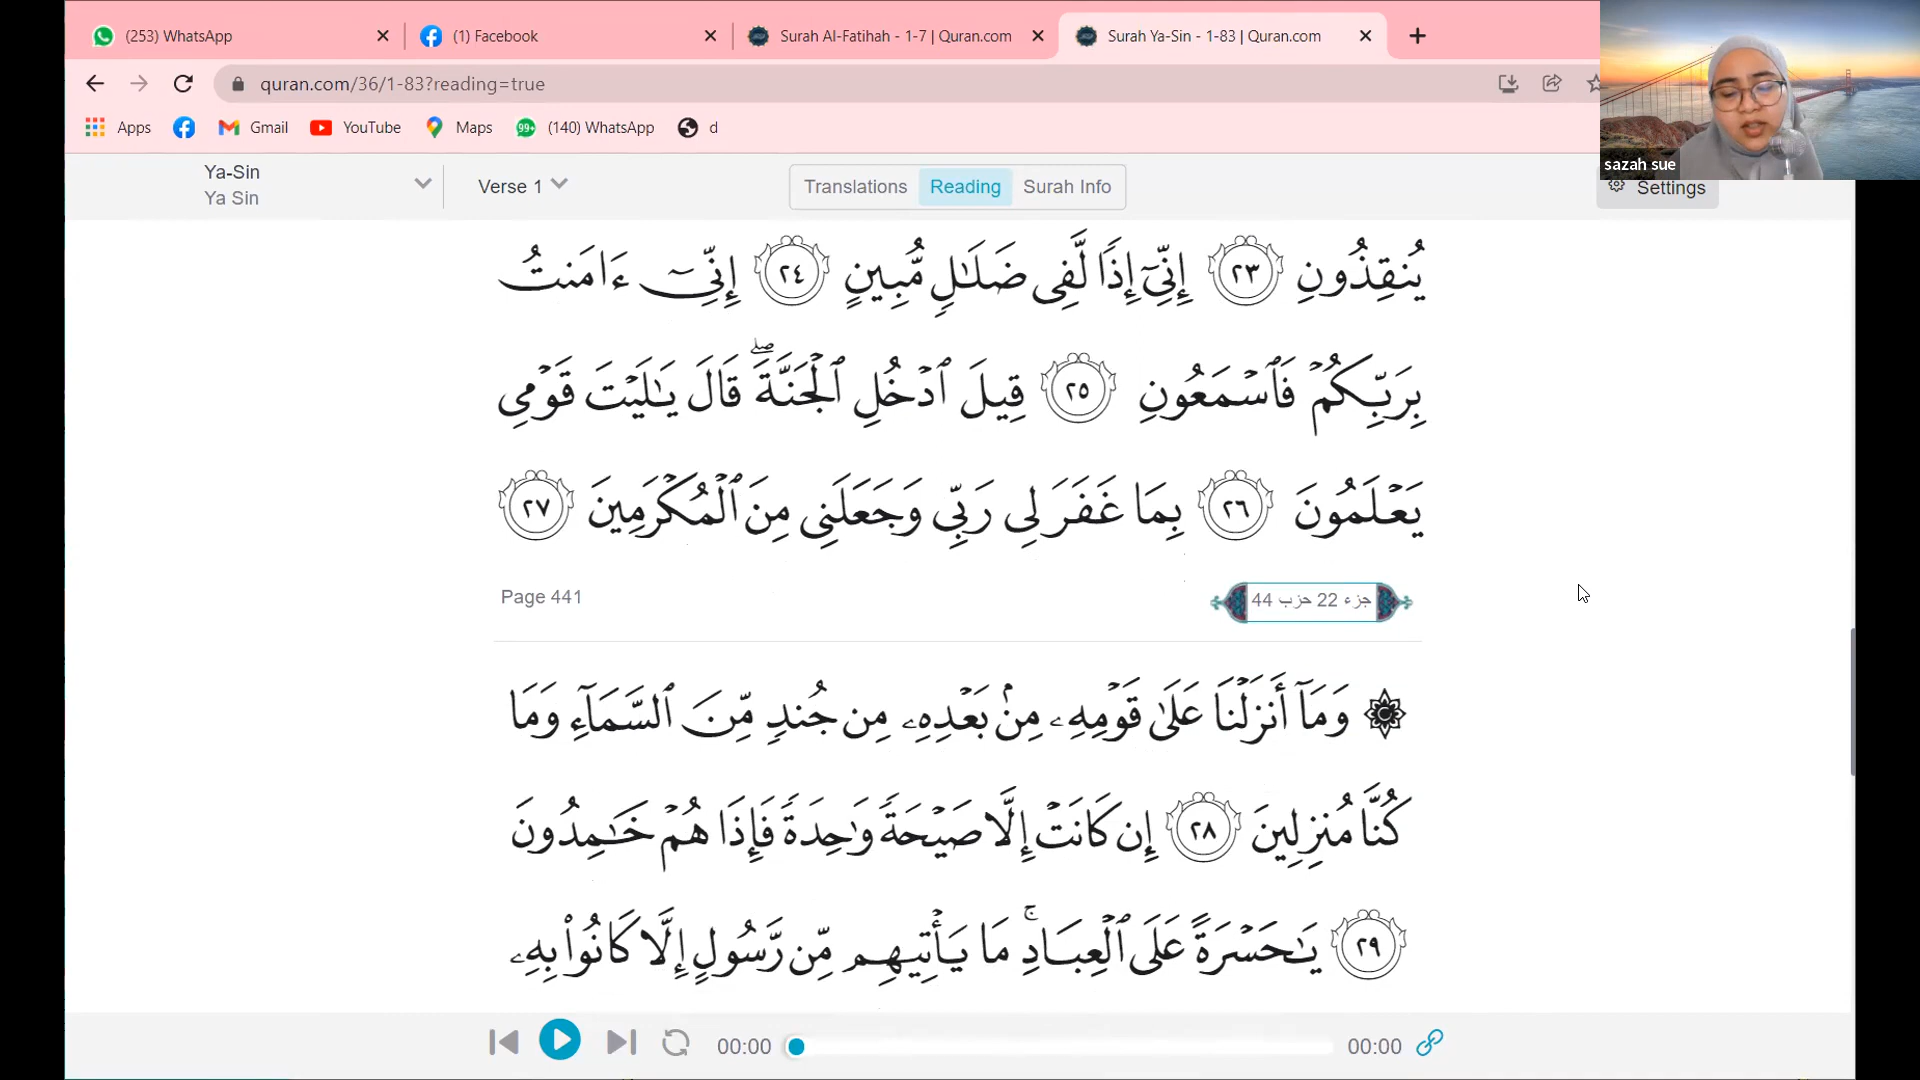 (253) WhatsApp
(1) Facebook
Surah Al-Fatihah - 1-7 | Quran.com
Surah Ya-Sin - 1-83 | Quran.com
quran.com/36/1-83?reading=true
Apps
Gmail
YouTube
Maps
99+
(140) WhatsApp
d
sazah sue
Ya-Sin
Ya Sin
Verse 1
Translations
Reading
Surah Info
Settings
يُنقِذُونِ ٢٣ إِنِّىٓ إِذًا لَّفِى ضَلَـٰلٍ مُّبِينٍ ٢٤ إِنِّىٓ ءَامَنتُ
بِرَبِّكُمْ فَٱسْمَعُونِ ٢٥ قِيلَ ٱدْخُلِ ٱلْجَنَّةَ ۖ قَالَ يَـٰلَيْتَ قَوْمِى
يَعْلَمُونَ ٢٦ بِمَا غَفَرَ لِى رَبِّى وَجَعَلَنِى مِنَ ٱلْمُكْرَمِينَ ٢٧
Page 441
جزء 22 حزب 44
۞ وَمَآ أَنزَلْنَا عَلَىٰ قَوْمِهِۦ مِنۢ بَعْدِهِۦ مِن جُندٍ مِّنَ ٱلسَّمَآءِ وَمَا
كُنَّا مُنزِلِينَ ٢٨ إِن كَانَتْ إِلَّا صَيْحَةً وَٰحِدَةً فَإِذَا هُمْ خَـٰمِدُونَ
٢٩ يَـٰحَسْرَةً عَلَى ٱلْعِبَادِ ۚ مَا يَأْتِيهِم مِّن رَّسُولٍ إِلَّا كَانُوا۟ بِهِۦ
00:00
00:00